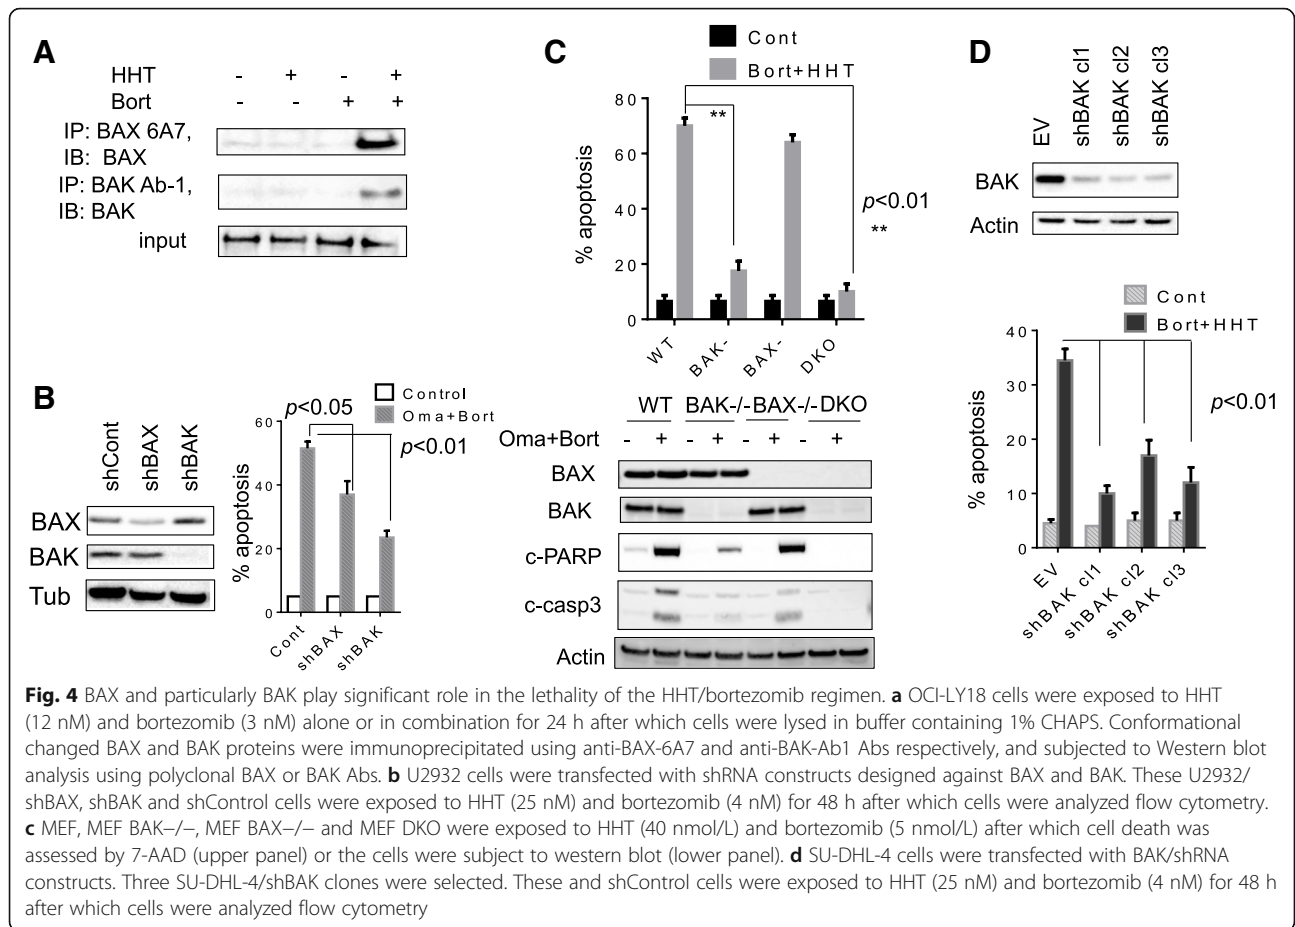 A
HHT - + - +
Bort - - + +
IP: BAX 6A7,
IB: BAX
IP: BAK Ab-1,
IB: BAK
input
B
shCont
shBAX
shBAK
BAX
BAK
Tub
Control
Oma+Bort
p<0.05
p<0.01
% apoptosis
60
40
20
0
Cont
shBAX
shBAK
C
Cont
Bort+HHT
**
p<0.01
**
% apoptosis
80
60
40
20
0
WT
BAK-
BAX-
DKO
WT BAK-/- BAX-/- DKO
Oma+Bort - + - + - + - +
BAX
BAK
c-PARP
c-casp3
Actin
D
EV
shBAK cl1
shBAK cl2
shBAK cl3
BAK
Actin
Cont
Bort+HHT
p<0.01
% apoptosis
40
30
20
10
0
EV
shBAK cl1
shBAK cl2
shBAK cl3
Fig. 4 BAX and particularly BAK play significant role in the lethality of the HHT/bortezomib regimen. a OCI-LY18 cells were exposed to HHT
(12 nM) and bortezomib (3 nM) alone or in combination for 24 h after which cells were lysed in buffer containing 1% CHAPS. Conformational
changed BAX and BAK proteins were immunoprecipitated using anti-BAX-6A7 and anti-BAK-Ab1 Abs respectively, and subjected to Western blot
analysis using polyclonal BAX or BAK Abs. b U2932 cells were transfected with shRNA constructs designed against BAX and BAK. These U2932/
shBAX, shBAK and shControl cells were exposed to HHT (25 nM) and bortezomib (4 nM) for 48 h after which cells were analyzed flow cytometry.
c MEF, MEF BAK−/−, MEF BAX−/− and MEF DKO were exposed to HHT (40 nmol/L) and bortezomib (5 nmol/L) after which cell death was
assessed by 7-AAD (upper panel) or the cells were subject to western blot (lower panel). d SU-DHL-4 cells were transfected with BAK/shRNA
constructs. Three SU-DHL-4/shBAK clones were selected. These and shControl cells were exposed to HHT (25 nM) and bortezomib (4 nM) for 48 h
after which cells were analyzed flow cytometry